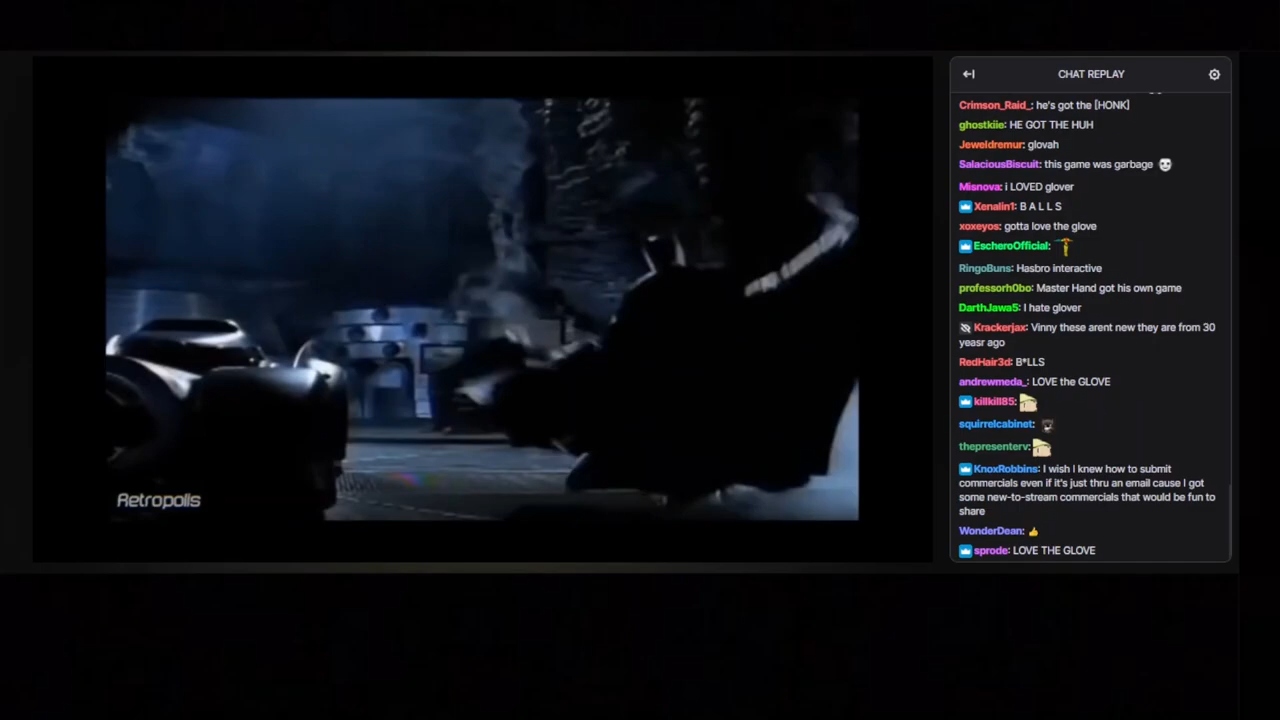 CHAT REPLAY
Crimson_Raid_: he's got the [HONK]
ghostkiie: HE GOT THE HUH
Jeweldremur: glovah
SalaciousBiscuit: this game was garbage
Misnova: i LOVED glover
Xenalin1: B A L L S
xoxeyos: gotta love the glove
EscheroOfficial:
RingoBuns: Hasbro interactive
professorh0bo: Master Hand got his own game
DarthJawa5: I hate glover
Krackerjax: Vinny these arent new they are from 30
yeasr ago
RedHair3d: B*LLS
andrewmeda_: LOVE the GLOVE
killkill85:
squirrelcabinet:
thepresenterv:
KnoxRobbins: I wish I knew how to submit
commercials even if it's just thru an email cause I got
some new-to-stream commercials that would be fun to
share
WonderDean:
sprode: LOVE THE GLOVE
Retropolis